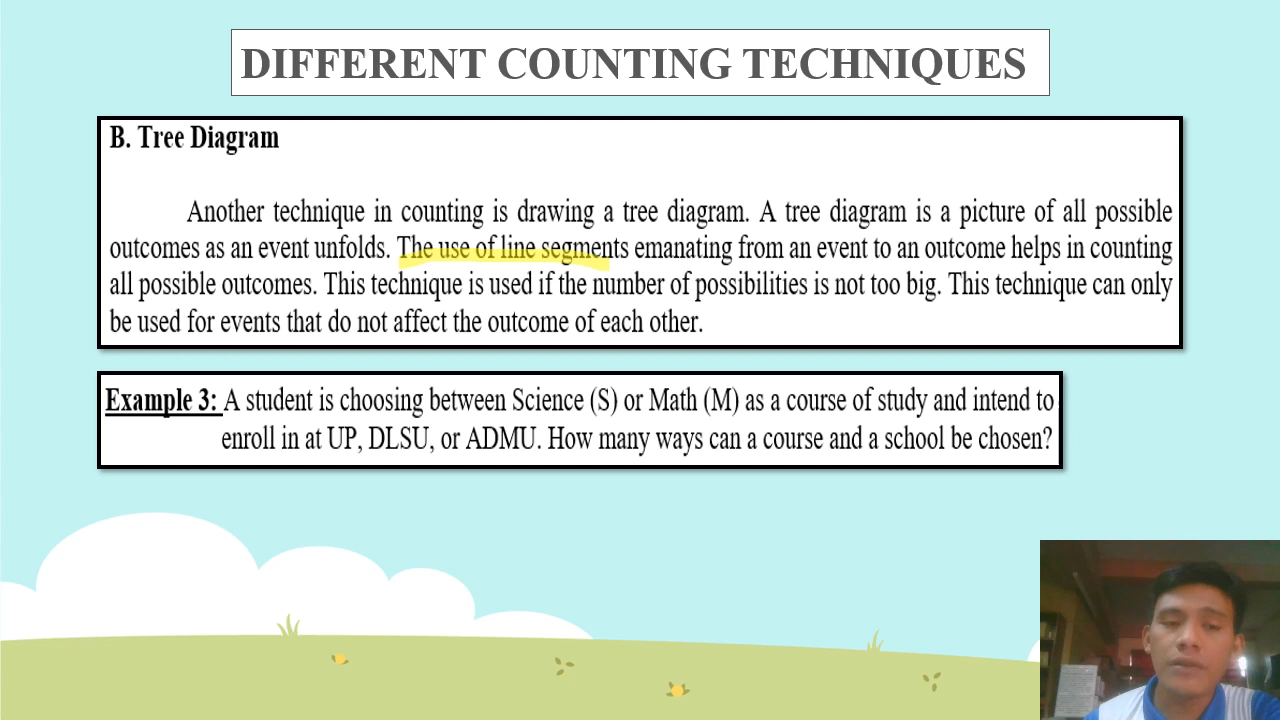 DIFFERENT COUNTING TECHNIQUES
B. Tree Diagram
Another technique in counting is drawing a tree diagram. A tree diagram is a picture of all possible
outcomes as an event unfolds. The use of line segments emanating from an event to an outcome helps in counting
all possible outcomes. This technique is used if the number of possibilities is not too big. This technique can only
be used for events that do not affect the outcome of each other.
Example 3: A student is choosing between Science (S) or Math (M) as a course of study and intend to
enroll in at UP, DLSU, or ADMU. How many ways can a course and a school be chosen?